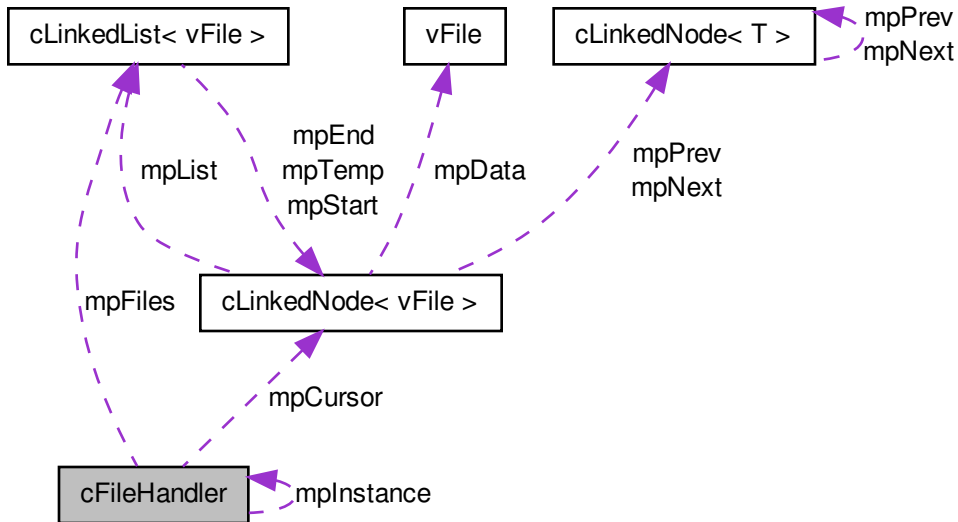 cLinkedList< vFile >
vFile
cLinkedNode< T >
mpPrev
mpNext
mpEnd
mpTemp
mpStart
mpList
mpData
mpPrev
mpNext
cLinkedNode< vFile >
mpFiles
mpCursor
cFileHandler
mpInstance